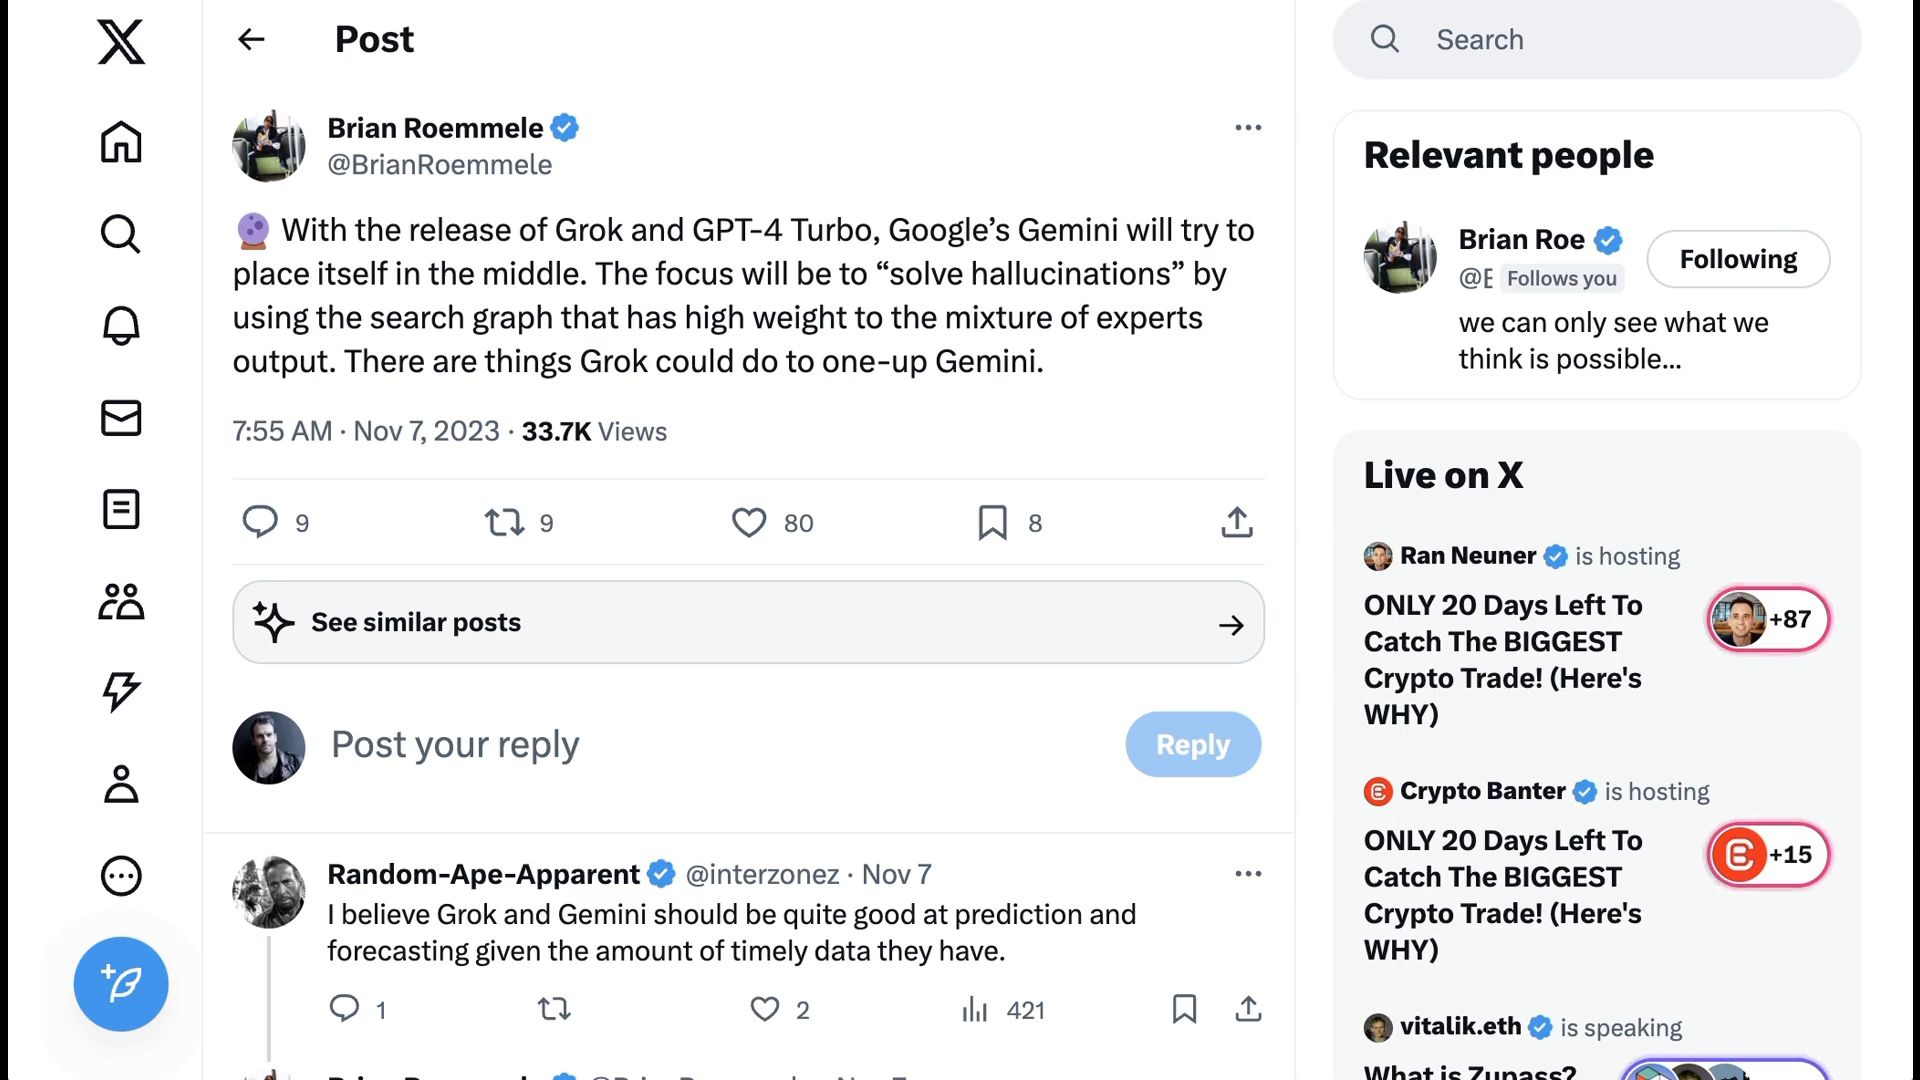 Post
Search
Brian Roemmele
@BrianRoemmele
With the release of Grok and GPT-4 Turbo, Google’s Gemini will try to
place itself in the middle. The focus will be to “solve hallucinations” by
using the search graph that has high weight to the mixture of experts
output. There are things Grok could do to one-up Gemini.
7:55 AM · Nov 7, 2023 · 33.7K Views
9 9 80 8
See similar posts
Post your reply
Reply
Random-Ape-Apparent @interzonez · Nov 7
I believe Grok and Gemini should be quite good at prediction and
forecasting given the amount of timely data they have.
1 2 421
Relevant people
Brian Roe
@
Follows you
Following
we can only see what we
think is possible...
Live on X
Ran Neuner is hosting
ONLY 20 Days Left To
Catch The BIGGEST
Crypto Trade! (Here's
WHY)
+87
Crypto Banter is hosting
ONLY 20 Days Left To
Catch The BIGGEST
Crypto Trade! (Here's
WHY)
+15
vitalik.eth is speaking
What is Zupass?